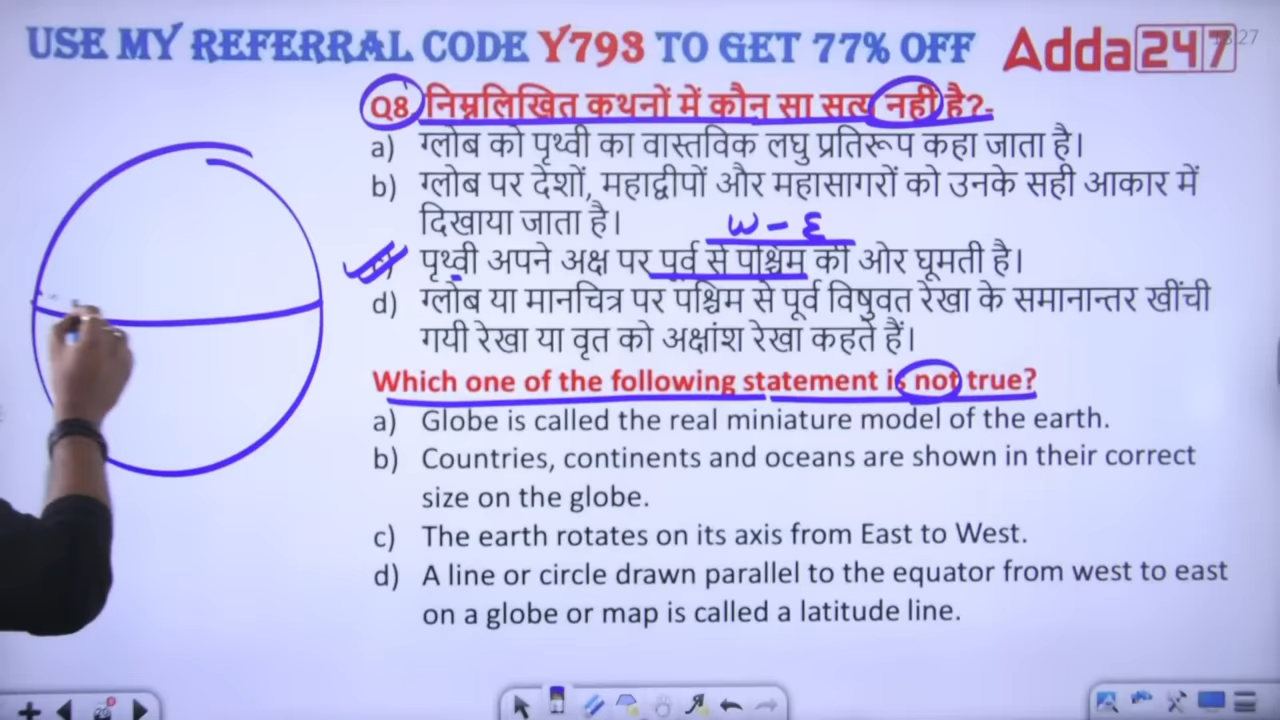 USE MY REFERRAL CODE Y793 TO GET 77% OFF
Adda247
Q8 निम्नलिखित कथनों में कौन सा सत्य नही है?-
a) ग्लोब को पृथ्वी का वास्तविक लघु प्रतिरूप कहा जाता है।
b) ग्लोब पर देशों, महाद्वीपों और महासागरों को उनके सही आकार में
दिखाया जाता है।
W - E
पृथ्वी अपने अक्ष पर पूर्व से पश्चिम की ओर घूमती है।
d) ग्लोब या मानचित्र पर पश्चिम से पूर्व विषुवत रेखा के समानान्तर खींची
गयी रेखा या वृत को अक्षांश रेखा कहते हैं।
Which one of the following statement is not true?
a) Globe is called the real miniature model of the earth.
b) Countries, continents and oceans are shown in their correct
size on the globe.
c) The earth rotates on its axis from East to West.
d) A line or circle drawn parallel to the equator from west to east
on a globe or map is called a latitude line.